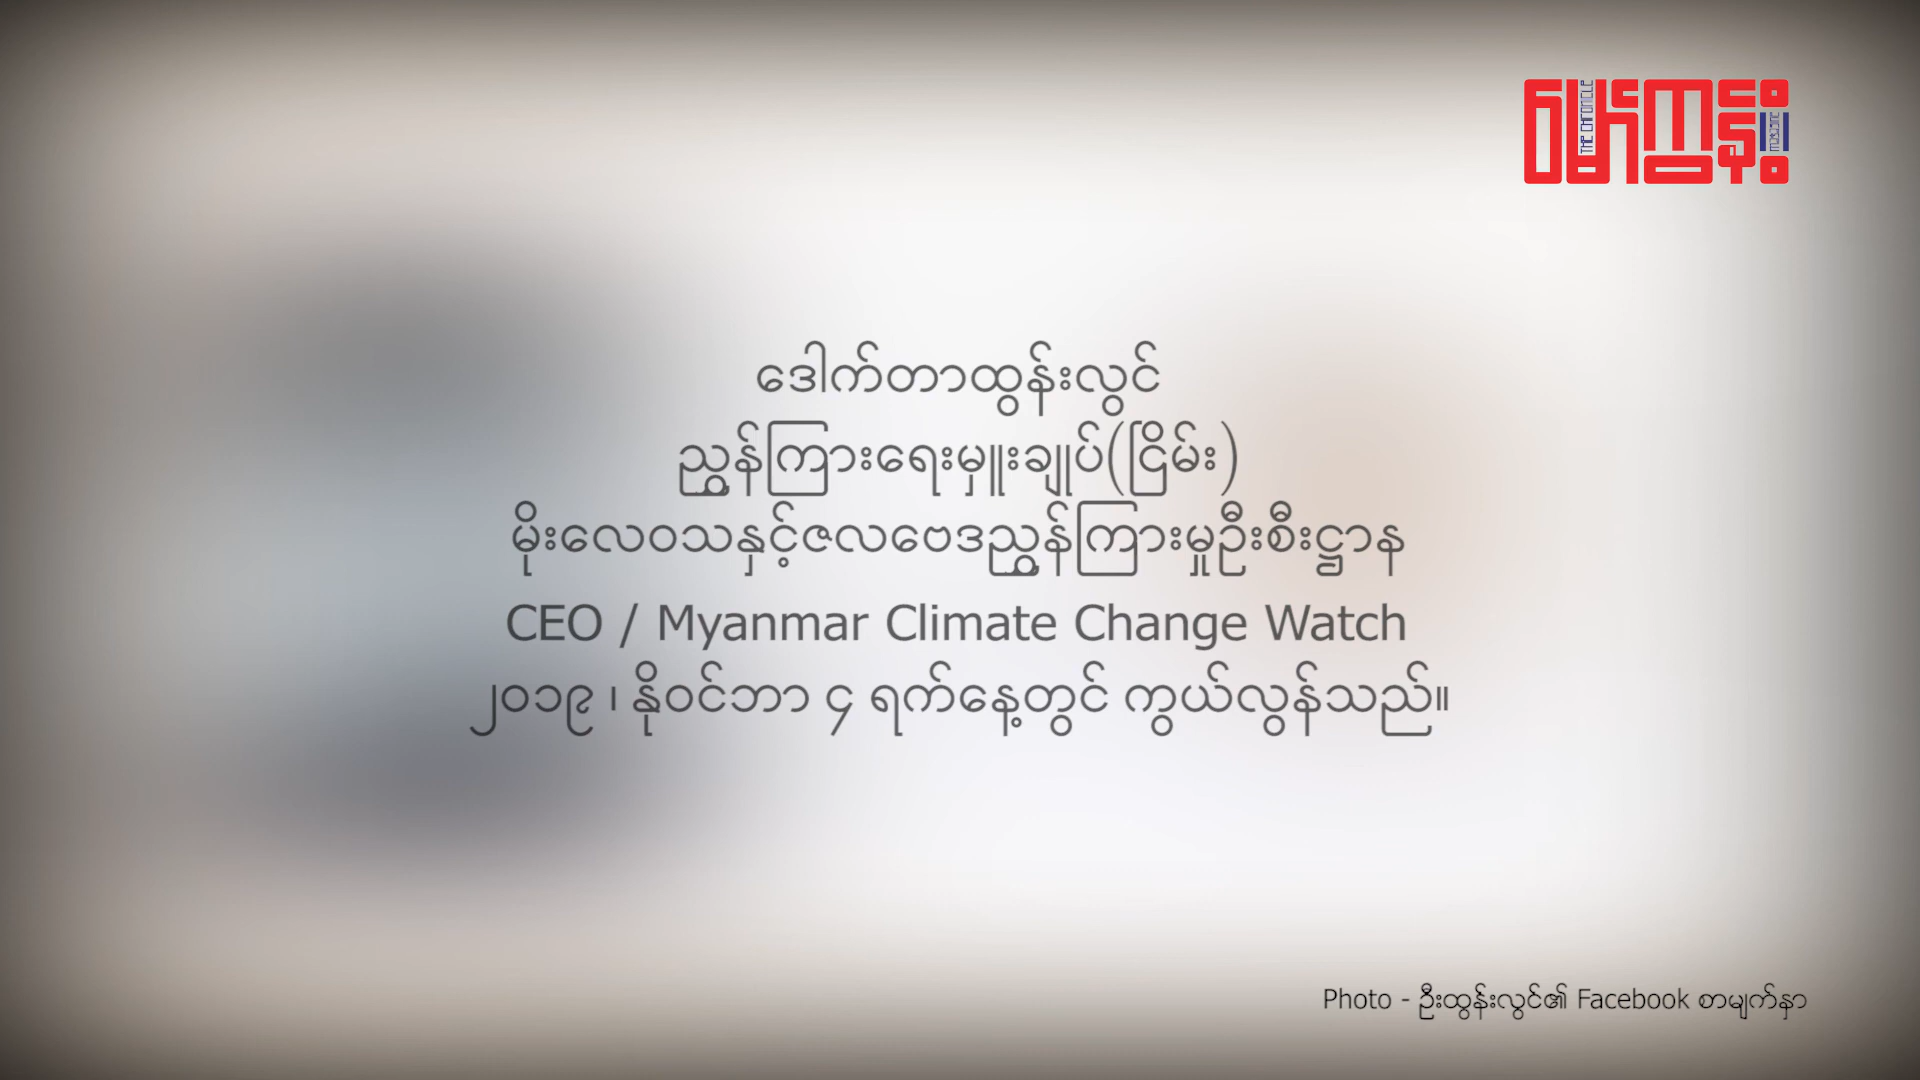 THE CHRONICLE
ဒေါက်တာထွန်းလွင်
ညွှန်ကြားရေးမှူးချုပ်(ငြိမ်း)
မိုးလေဝသနှင့်ဇလဗေဒညွှန်ကြားမှုဦးစီးဋ္ဌာန
CEO / Myanmar Climate Change Watch
၂၀၁၉ ၊ နိုဝင်ဘာ ၄ ရက်နေ့တွင် ကွယ်လွန်သည်။
Photo - ဦးထွန်းလွင်၏ Facebook စာမျက်နှာ